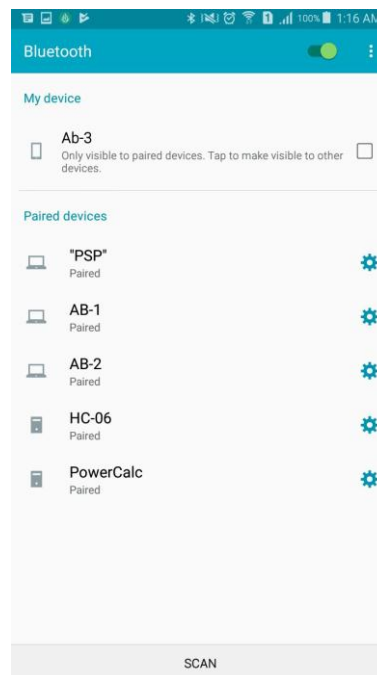 100% 1:16 AM
Bluetooth
My device
Ab-3
Only visible to paired devices. Tap to make visible to other
devices.
Paired devices
"PSP"
Paired
AB-1
Paired
AB-2
Paired
HC-06
Paired
PowerCalc
Paired
SCAN